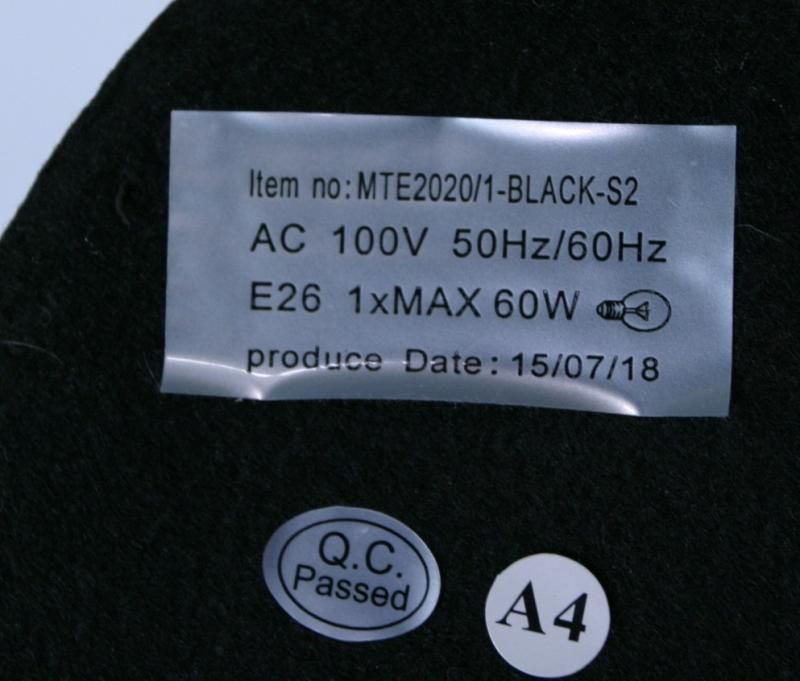 Item no:MTE2020/1-BLACK-S2
AC 100V 50Hz/60Hz
E26 1xMAX 60W
produce Date: 15/07/18
Q.C.
Passed
A4